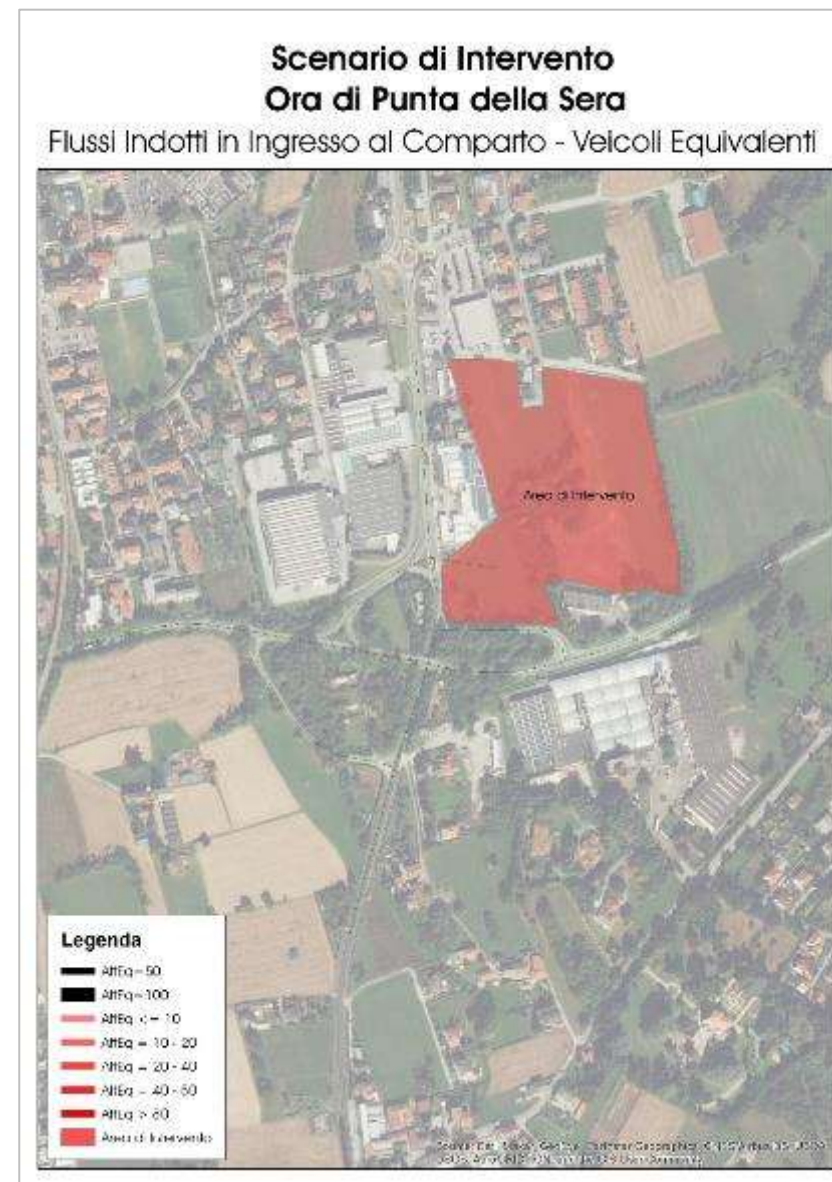 Scenario di Intervento
Ora di Punta della Sera
Flussi Indotti in Ingresso al Comparto - Veicoli Equivalenti
Area di Intervento
Legenda
AttEq = 50
AttEq = 100
AttEq <= 10
AttEq = 10 - 20
AttEq = 20 - 40
AttEq = 40 -
AttEq >
Area di Intervento
Source: Esri,